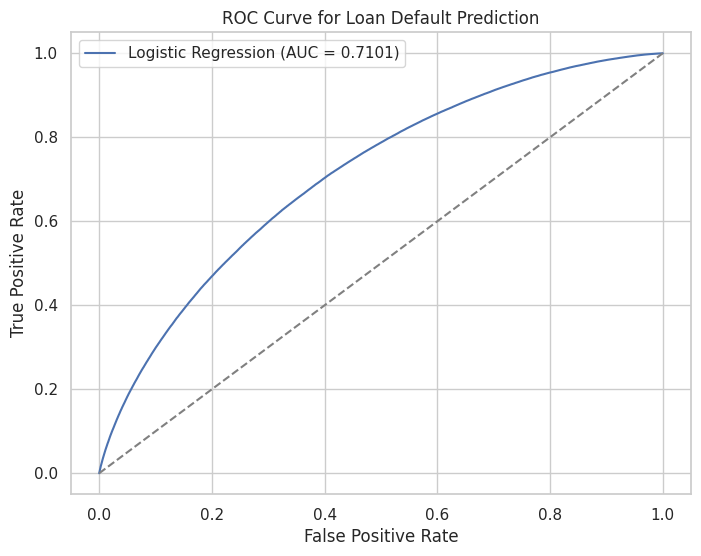 ROC Curve for Loan Default Prediction
Logistic Regression (AUC = 0.7101)
True Positive Rate
1.0
0.8
0.6
0.4
0.2
0.0
0.0 0.2 0.4 0.6 0.8 1.0
False Positive Rate